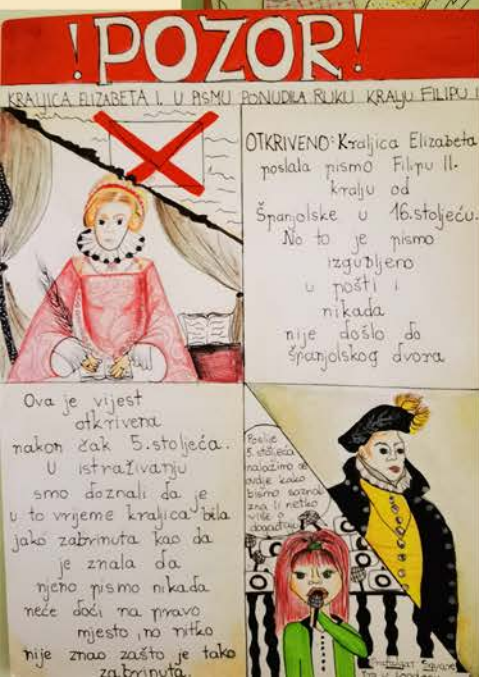 !POZOR!
KRALJICA ELIZABETA I. U PISMU PONUDILA RUKU KRALJU FILIPU I
OTKRIVENO: Kraljica Elizabeta
poslala pismo Filipu II.
kralju od
Španjolske u 16.stoljeću.
No to je pismo
izgubljeno
u pošti i
nikada
nije došlo do
španjolskog dvora
Ova je vijest
otkrivena
nakon čak 5.stoljeća.
U istraživanju
smo doznali da je
u to vrijeme kraljica bila
jako zabrinuta kao da
je znala da
njeno pismo nikada
neće doći na pravo
mjesto, no nitko
nije znao zašto je tako
zabrinuta.
Poslije
5. stoljeća
nalazimo se
ovdje kako
bismo saznali
zna li netko
više o
događaju
Square